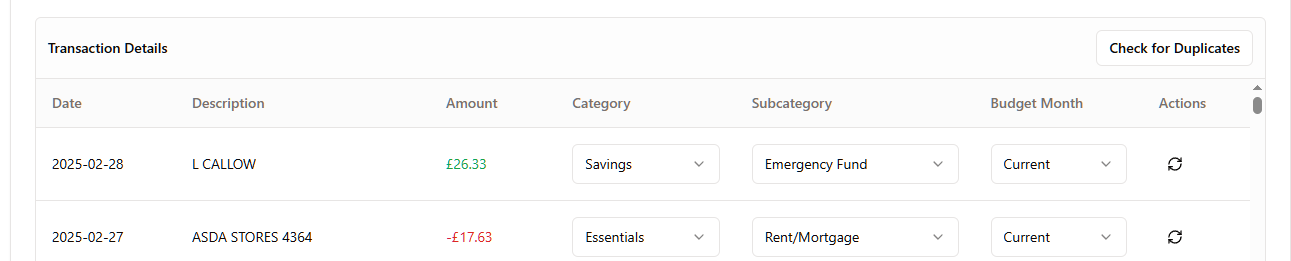 Transaction Details Check for Duplicates
Date Description Amount Category Subcategory Budget Month Actions
2025-02-28 L CALLOW £26.33 Savings Emergency Fund Current
2025-02-27 ASDA STORES 4364 -£17.63 Essentials Rent/Mortgage Current